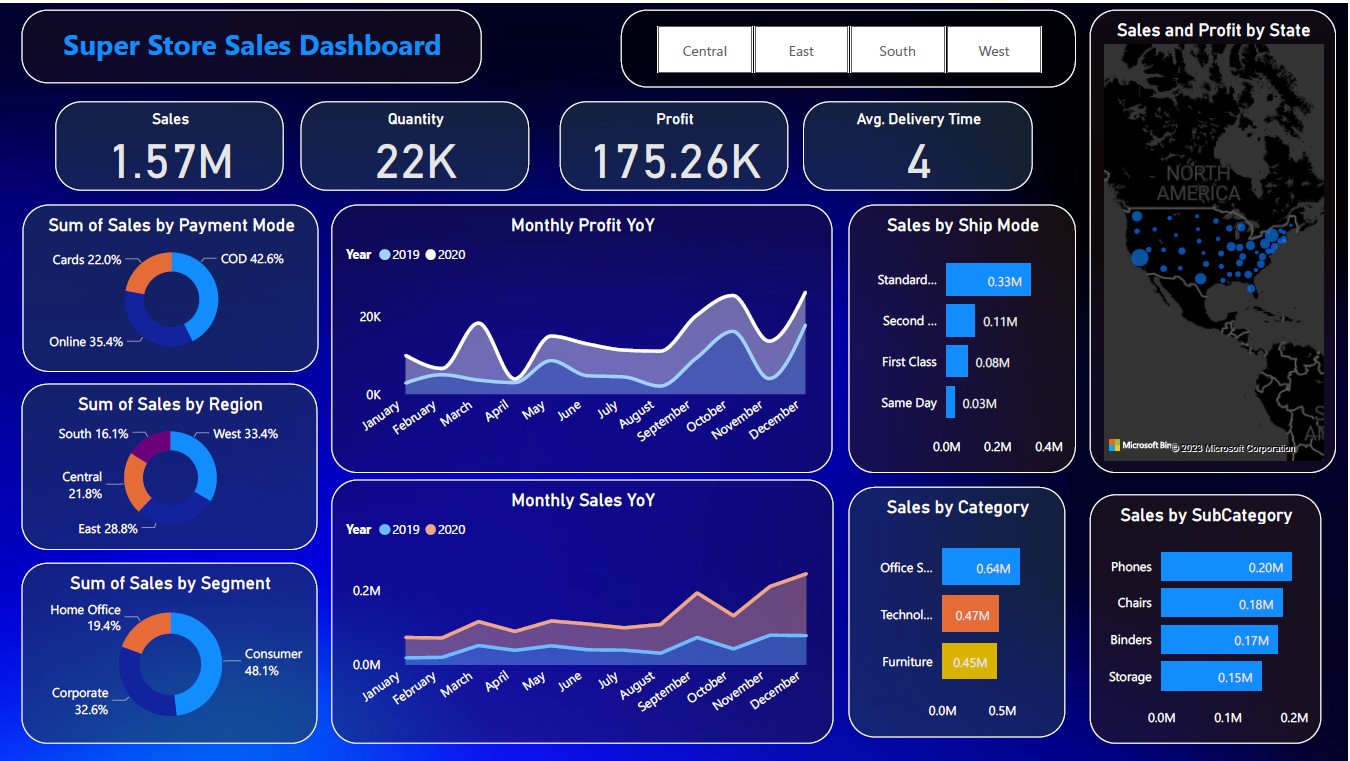 Super Store Sales Dashboard
Central
East
South
West
Sales
1.57M
Quantity
22K
Profit
175.26K
Avg. Delivery Time
4
Sales and Profit by State
NORTH
AMERICA
Microsoft Bin
© 2023 Microsoft Corporation
Sum of Sales by Payment Mode
Cards 22.0%
COD 42.6%
Online 35.4%
Sum of Sales by Region
South 16.1%
West 33.4%
Central
21.8%
East 28.8%
Sum of Sales by Segment
Home Office
19.4%
Consumer
48.1%
Corporate
32.6%
Monthly Profit YoY
Year 2019 2020
20K
0K
January
February
March
April
May
June
July
August
September
October
November
December
Monthly Sales YoY
Year 2019 2020
0.2M
0.0M
January
February
March
April
May
June
July
August
September
October
November
December
Sales by Ship Mode
Standard... 0.33M
Second ... 0.11M
First Class 0.08M
Same Day 0.03M
0.0M 0.2M 0.4M
Sales by Category
Office S... 0.64M
Technol... 0.47M
Furniture 0.45M
0.0M 0.5M
Sales by SubCategory
Phones 0.20M
Chairs 0.18M
Binders 0.17M
Storage 0.15M
0.0M 0.1M 0.2M